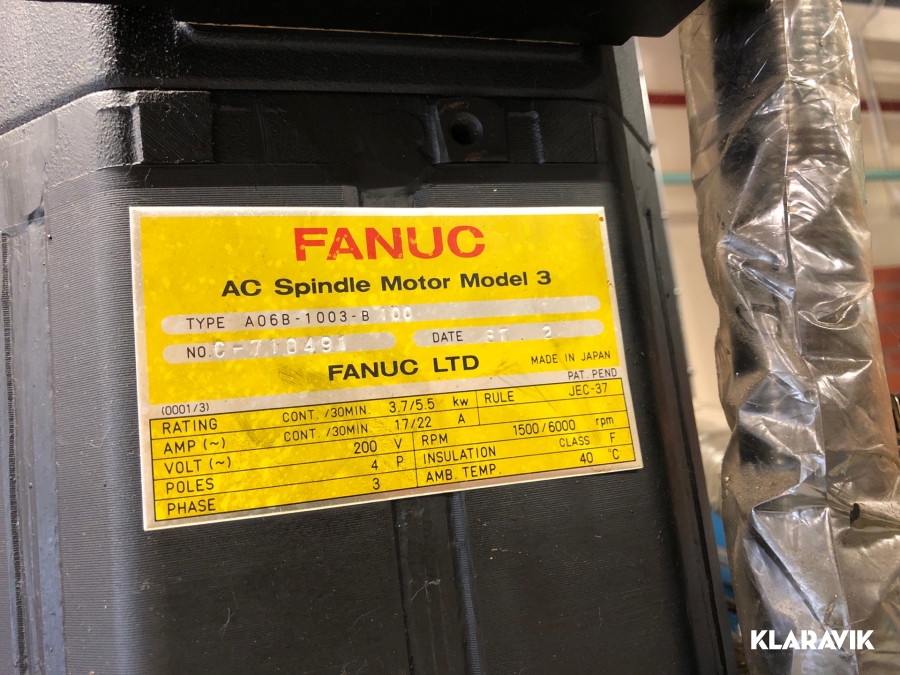 FANUC
AC Spindle Motor Model 3
TYPE A06B-1003-B100
NO. C-710491 DATE 87. 2
FANUC LTD MADE IN JAPAN
(0001/3) PAT. PEND
RATING CONT. /30MIN. 3.7/5.5 kw RULE JEC-37
AMP (~) CONT. /30MIN 17/22 A RPM 1500/6000 rpm
VOLT (~) 200 V INSULATION CLASS F
POLES 4 P AMB. TEMP. 40 °C
PHASE 3
KLARAVIK